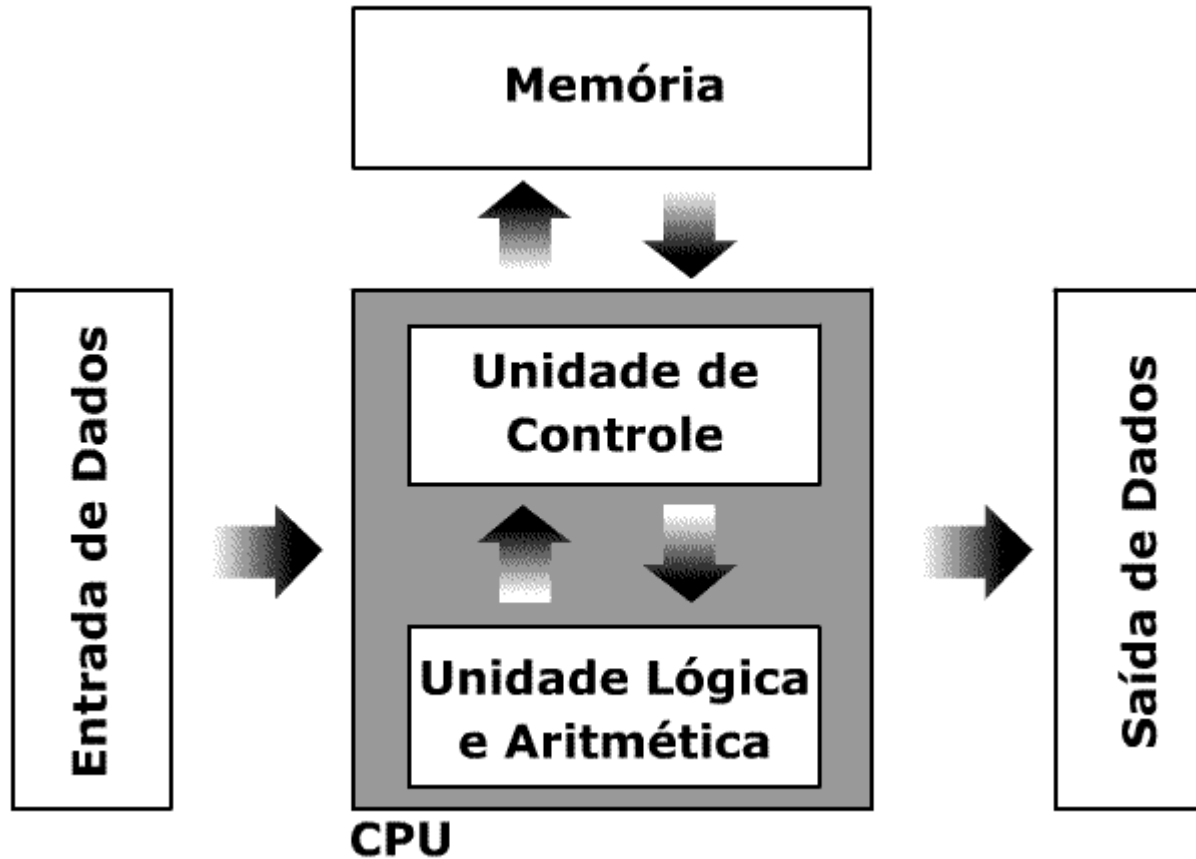 Memória
Entrada de Dados
Unidade de
Controle
Unidade Lógica
e Aritmética
CPU
Saída de Dados